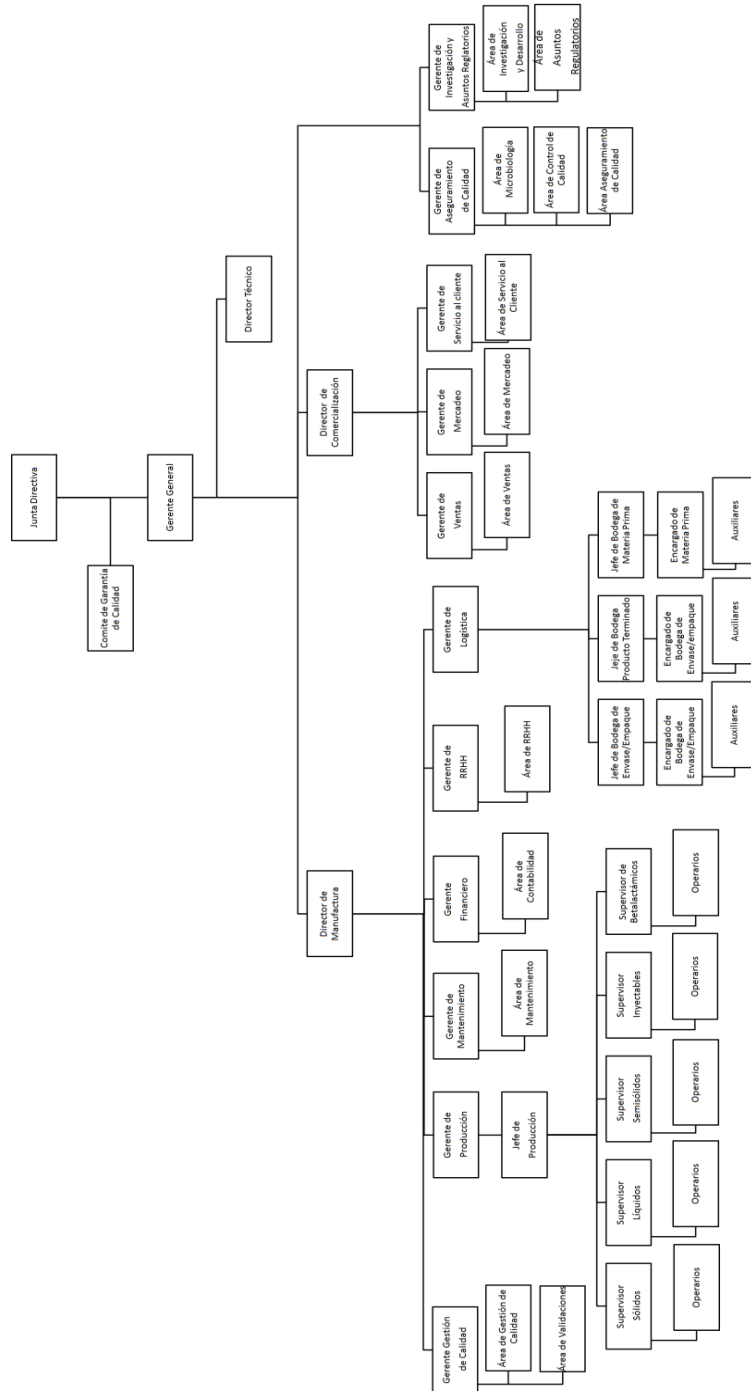 Junta Directiva
Comite de Garantia
de Calidad
Gerente General
Director Técnico
Director de
Manufactura
Director de
Comercialización
Gerente Gestión
de Calidad
Gerente de
Producción
Gerente de
Mantenimiento
Gerente
Financiero
Gerente de
RRHH
Gerente de
Logística
Gerente de
Ventas
Gerente de
Mercadeo
Gerente de
Servicio al cliente
Gerente de
Aseguramiento
de Calidad
Gerente de
Investigación y
Asuntos Reglatorios
Área de Gestión de
Calidad
Área de Validaciones
Jefe de
Producción
Área de
Mantenimiento
Área de
Contabilidad
Área de RRHH
Área de Ventas
Área de Mercadeo
Área de Servicio al
Cliente
Área de
Microbiología
Área de Control de
Calidad
Área Aseguramiento
de Calidad
Área de
Investigación
y Desarrollo
Área de
Asuntos
Regulatorios
Supervisor
Sólidos
Supervisor
Líquidos
Supervisor
Semisólidos
Supervisor
Inyectables
Supervisor de
Betalactámicos
Operarios
Operarios
Operarios
Operarios
Operarios
Jefe de Bodega de
Envase/Empaque
Jeje de Bodega
Producto Terminado
Jefe de Bodega de
Materia Prima
Encargado de
Bodega de
Envase/Empaque
Encargado de
Bodega de
Envase/empaque
Encargado de
Materia Prima
Auxiliares
Auxiliares
Auxiliares